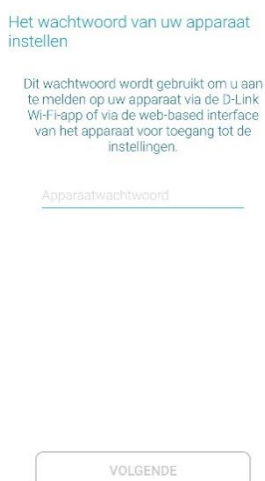 Het wachtwoord van uw apparaat
instellen
Dit wachtwoord wordt gebruikt om u aan
te melden op uw apparaat via de D-Link
Wi-Fi-app of via de web-based interface
van het apparaat voor toegang tot de
instellingen.
Apparaatwachtwoord
VOLGENDE